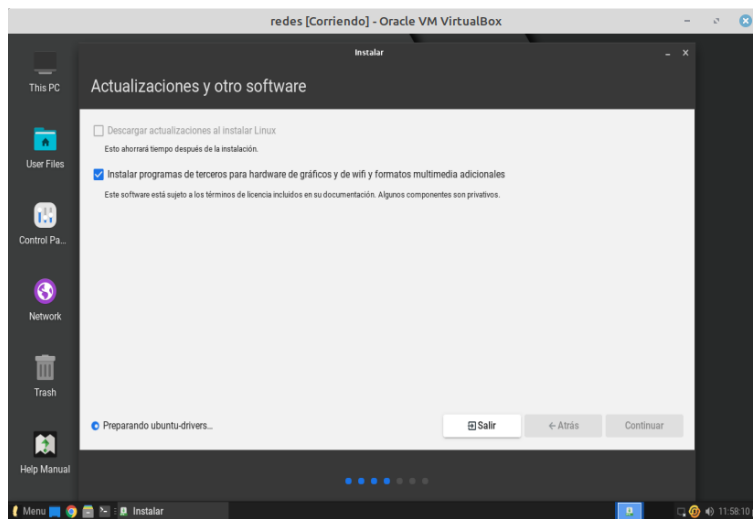 redes [Corriendo] - Oracle VM VirtualBox
Instalar
This PC
Actualizaciones y otro software
Descargar actualizaciones al instalar Linux
Esto ahorrará tiempo después de la instalación.
User Files
Instalar programas de terceros para hardware de gráficos y de wifi y formatos multimedia adicionales
Este software está sujeto a los términos de licencia incluidos en su documentación. Algunos componentes son privativos.
Control Pa...
Network
Trash
Preparando ubuntu-drivers...
Salir
Atrás
Continuar
Help Manual
Menu
Instalar
11:58:10